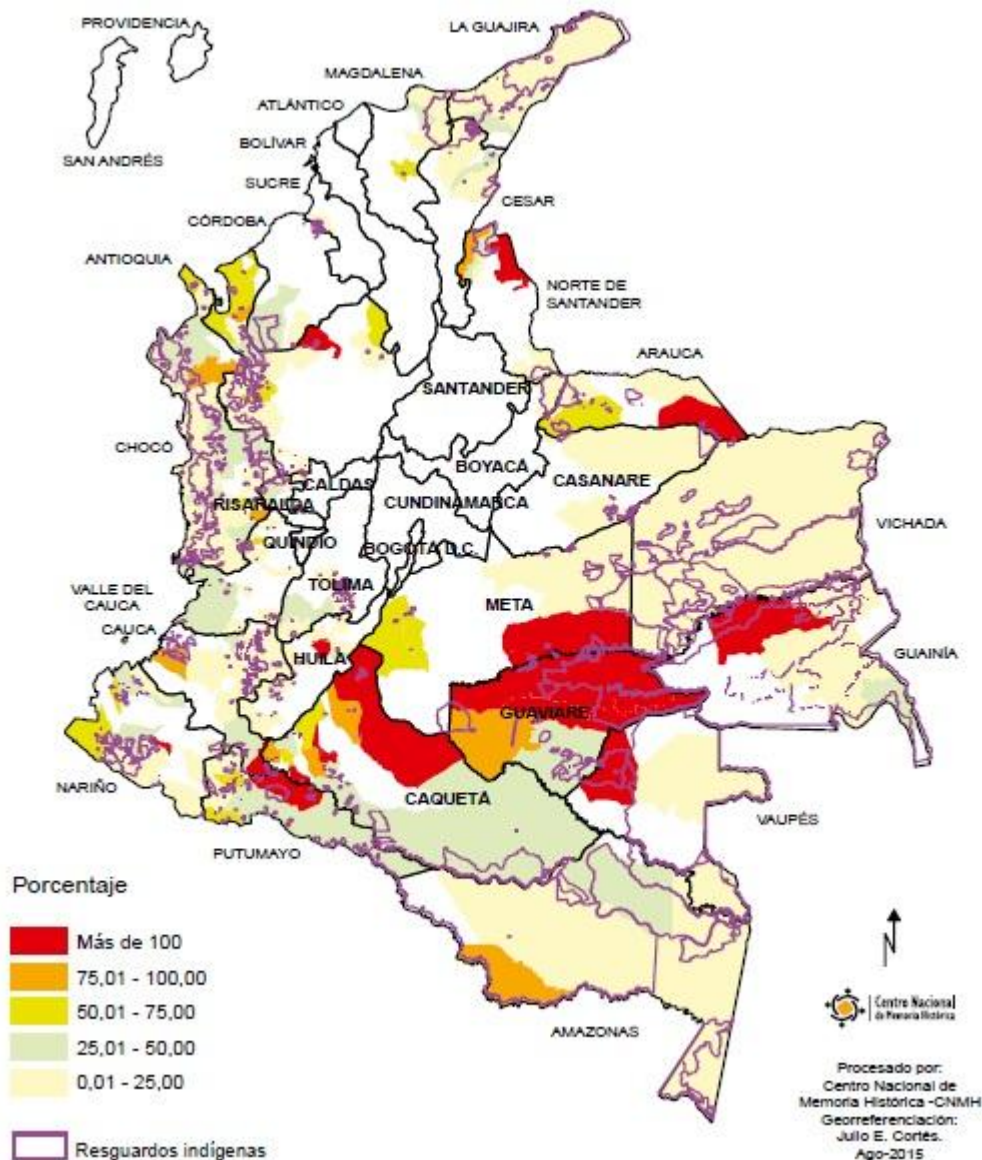 PROVIDENCIA
SAN ANDRÉS
LA GUAJIRA
MAGDALENA
ATLÁNTICO
BOLÍVAR
SUCRE
CESAR
CÓRDOBA
ANTIOQUIA
NORTE DE
SANTANDER
ARAUCA
SANTANDER
CHOCÓ
BOYACÁ
CASANARE
CALDAS
CUNDINAMARCA
RISARALDA
VICHADA
QUINDIO
BOGOTÁ D.C.
TOLIMA
VALLE DEL
CAUCA
META
CAUCA
HUILA
GUAINÍA
GUAVIARE
NARIÑO
CAQUETÁ
VAUPÉS
PUTUMAYO
AMAZONAS
Porcentaje
Más de 100
75,01 - 100,00
50,01 - 75,00
25,01 - 50,00
0,01 - 25,00
Resguardos indígenas
N
Centro Nacional
de Memoria Histórica
Procesado por:
Centro Nacional de
Memoria Histórica -CNMH
Georreferenciación:
Julio E. Cortés.
Ago-2015